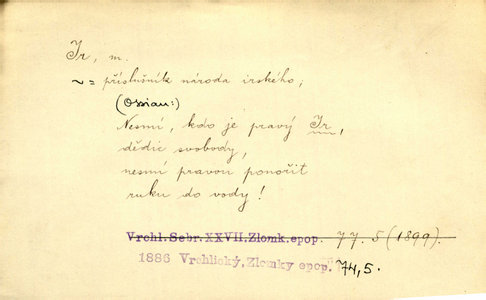 Ir, m.
~ = příslušník národa irského;
(Ossian:)
Nesmí, kdo je pravý Ir,
dědic svobody,
nesmí pravou ponořit
ruku do vody!
Vrchl. Sebr. XXVII. Zlomk. epop. 77. 5 (1899).
1886 Vrchlický, Zlomky epop. 74,5.